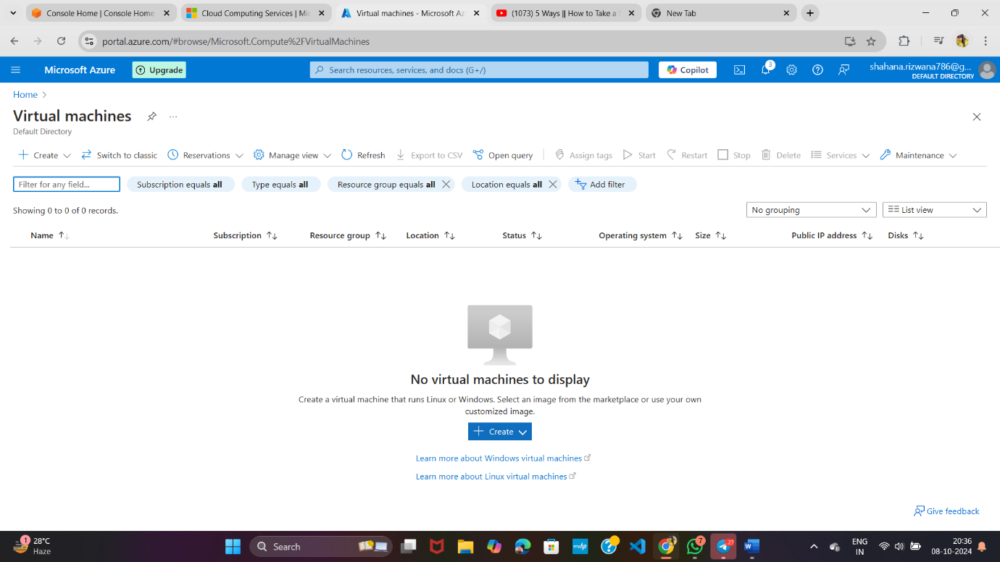 Console Home | Console Home
Cloud Computing Services | Mic
Virtual machines - Microsoft Az
(1073) 5 Ways || How to Take a S
New Tab
portal.azure.com/#browse/Microsoft.Compute%2FVirtualMachines
Microsoft Azure
Upgrade
Search resources, services, and docs (G+/)
Copilot
3
shahana.rizwana786@g...
DEFAULT DIRECTORY
Home
Virtual machines
...
Default Directory
Create
Switch to classic
Reservations
Manage view
Refresh
Export to CSV
Open query
Assign tags
Start
Restart
Stop
Delete
Services
Maintenance
Filter for any field...
Subscription equals all
Type equals all
Resource group equals all
Location equals all
Add filter
Showing 0 to 0 of 0 records.
No grouping
List view
Name
Subscription
Resource group
Location
Status
Operating system
Size
Public IP address
Disks
No virtual machines to display
Create a virtual machine that runs Linux or Windows. Select an image from the marketplace or use your own
customized image.
Create
Learn more about Windows virtual machines
Learn more about Linux virtual machines
Give feedback
1
28°C
Haze
Search
myhp
7
27
W
ENG
IN
20:36
08-10-2024